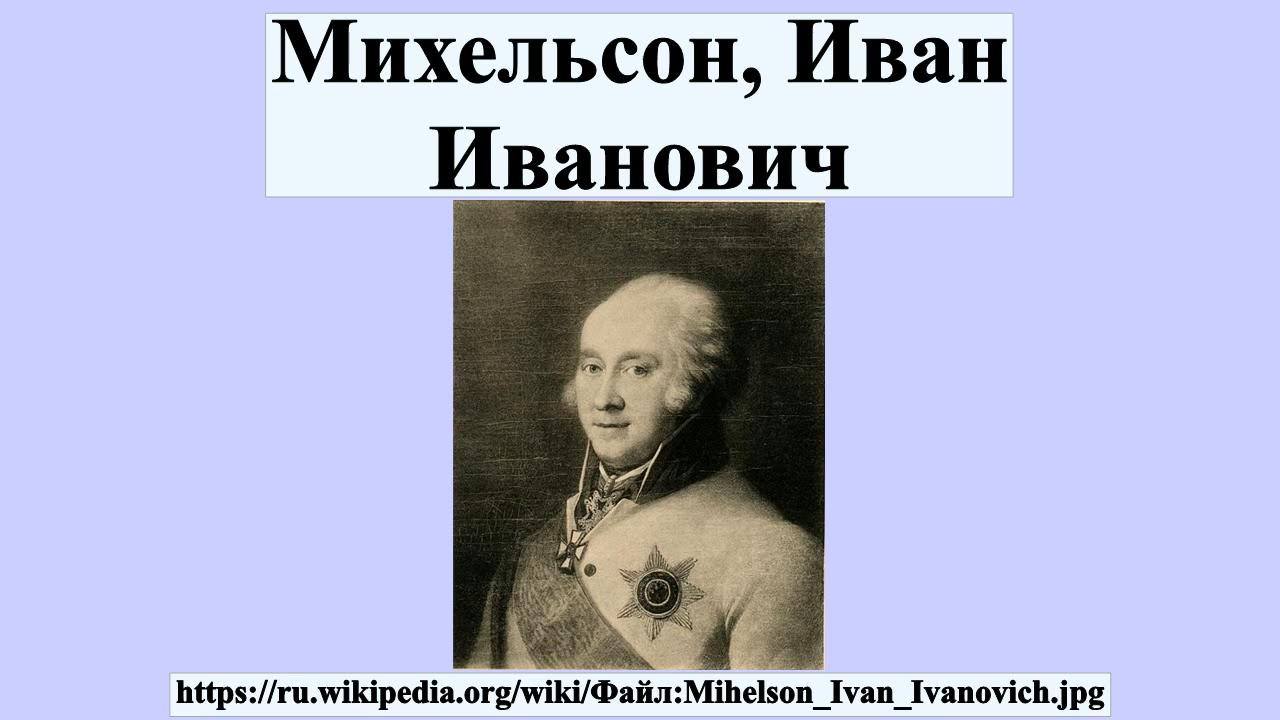 Михельсон, Иван
Иванович
https://ru.wikipedia.org/wiki/Файл:Mihelson_Ivan_Ivanovich.jpg